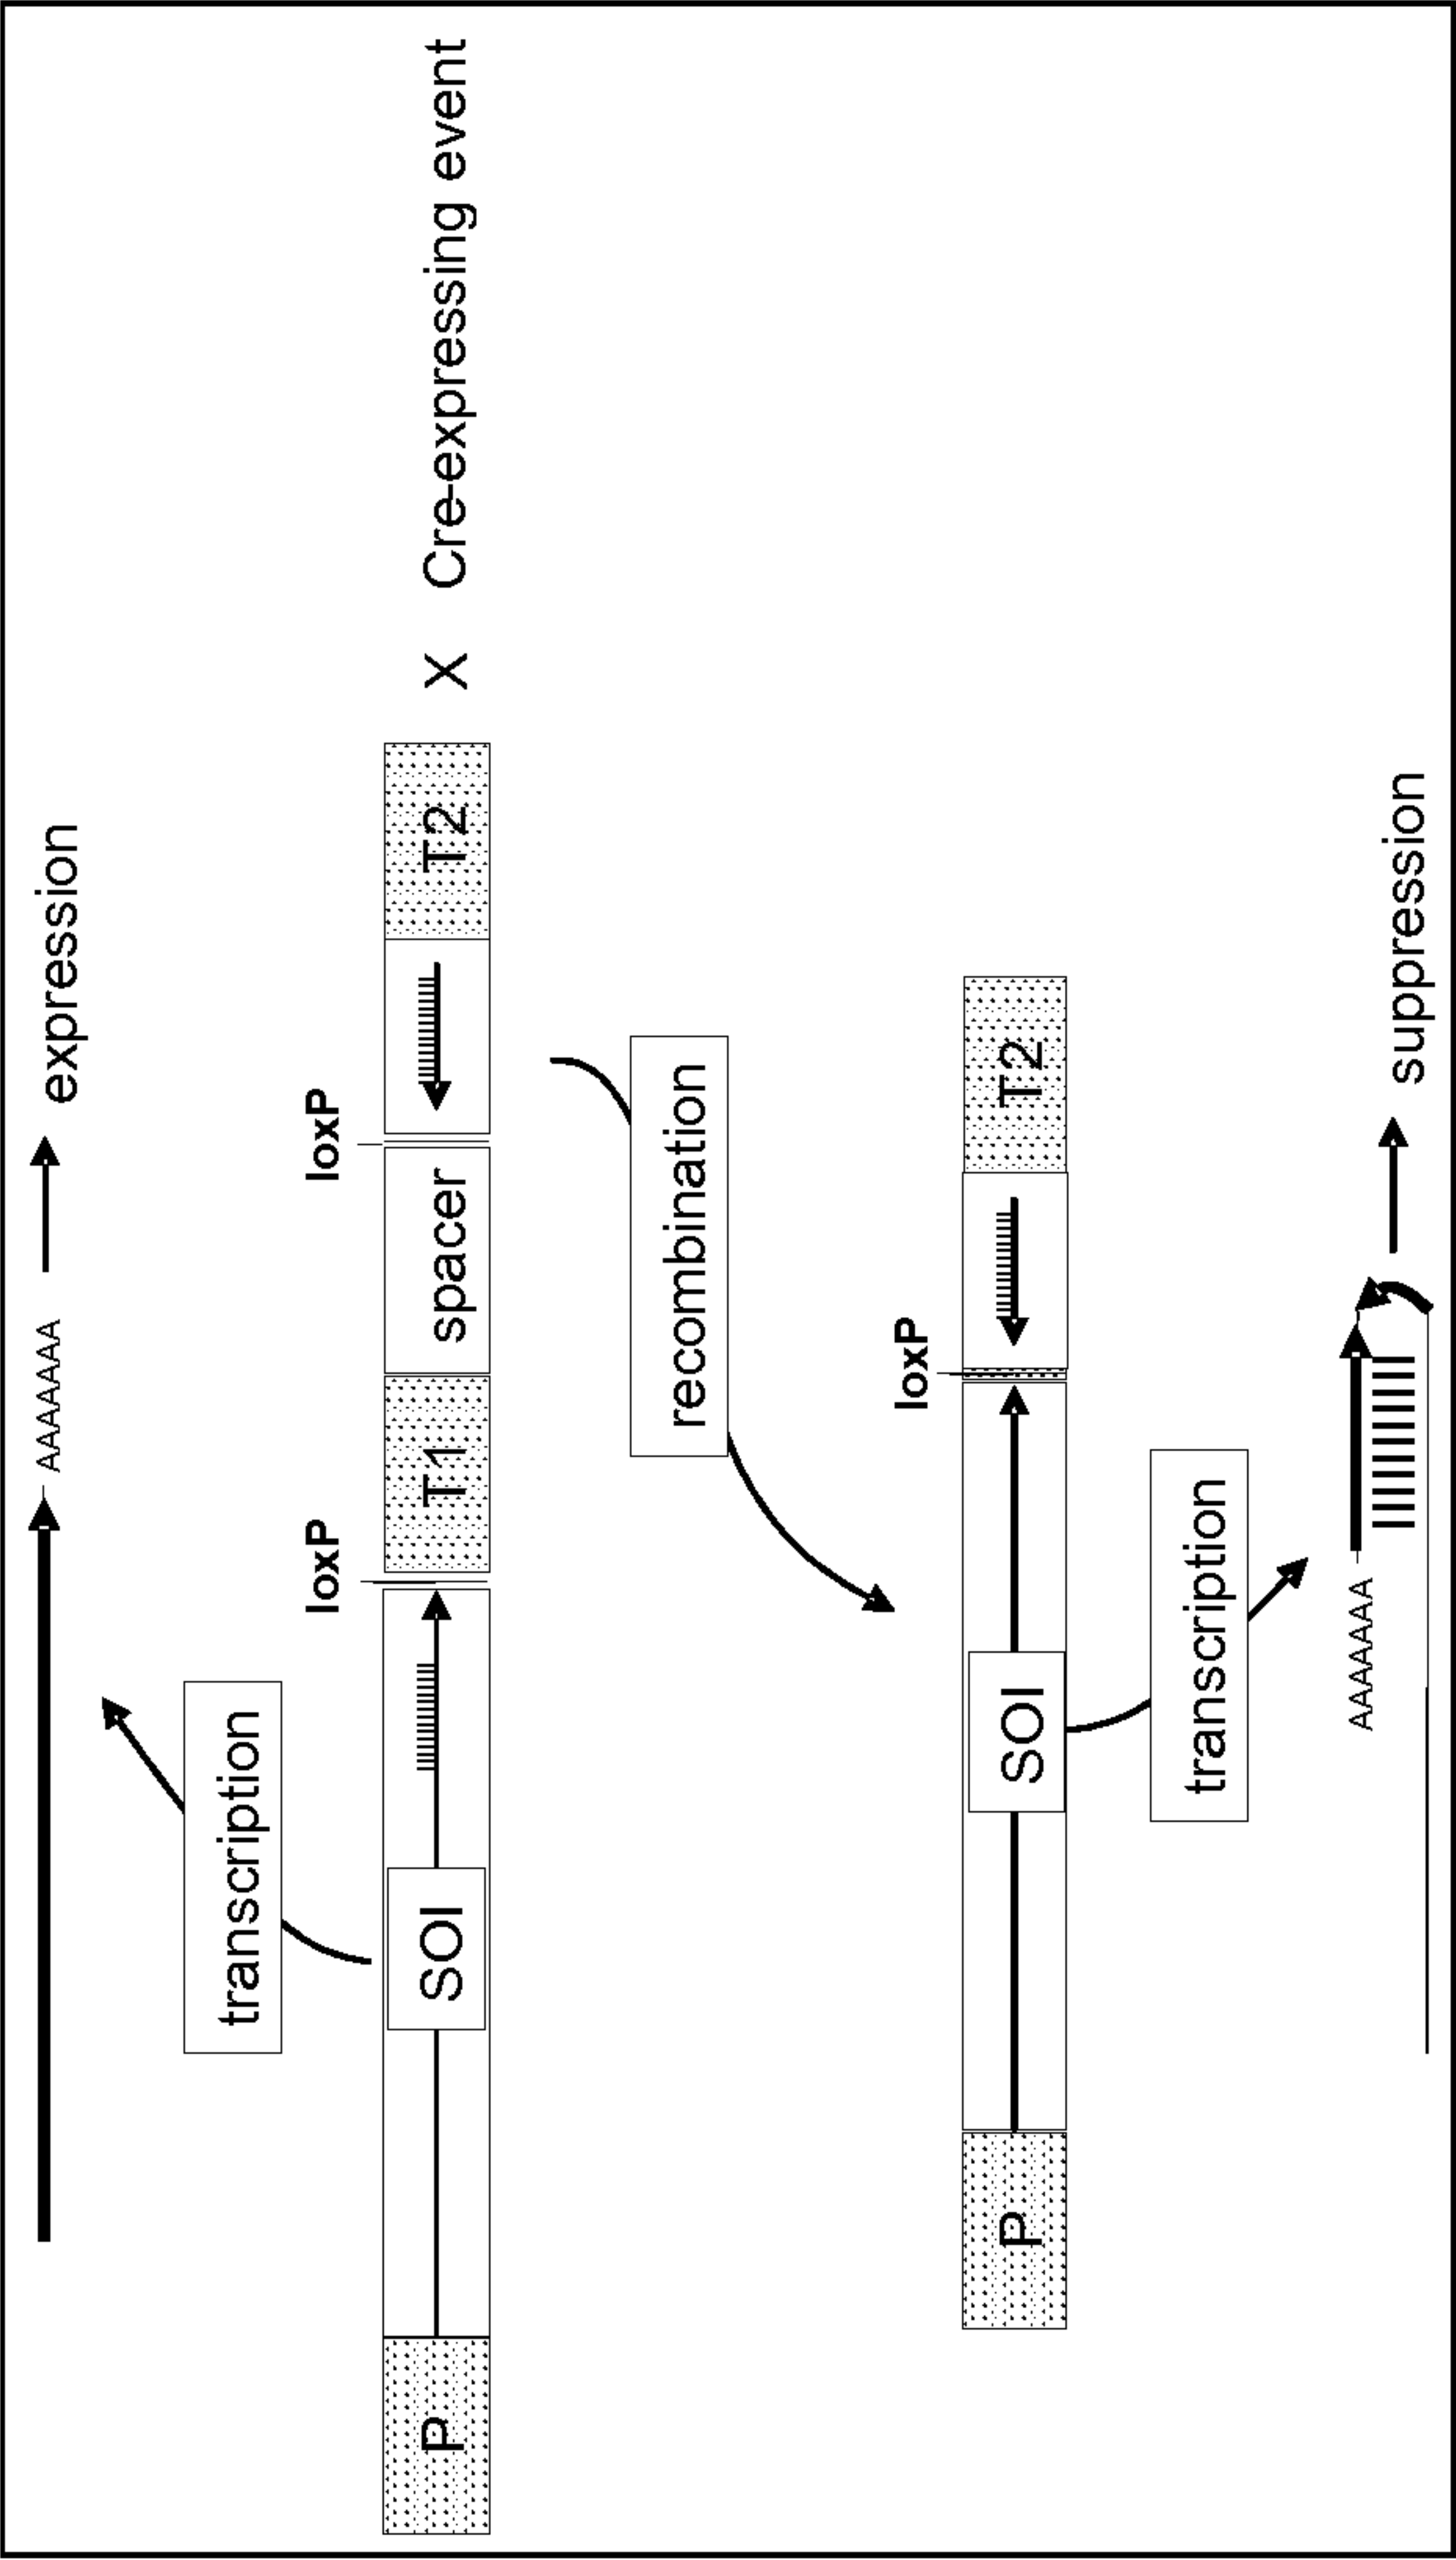 AAAAAAA
expression
transcription
loxP
loxP
P
SOI
T1
spacer
T2
X Cre-expressing event
recombination
loxP
P
SOI
T2
transcription
AAAAAAA
suppression